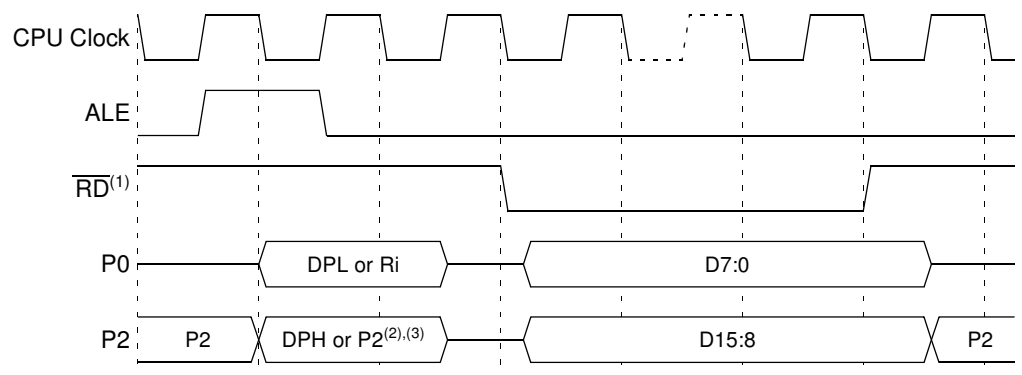 CPU Clock
ALE
RD(1)
P0 DPL or Ri D7:0
P2 P2 DPH or P2(2),(3) D15:8 P2